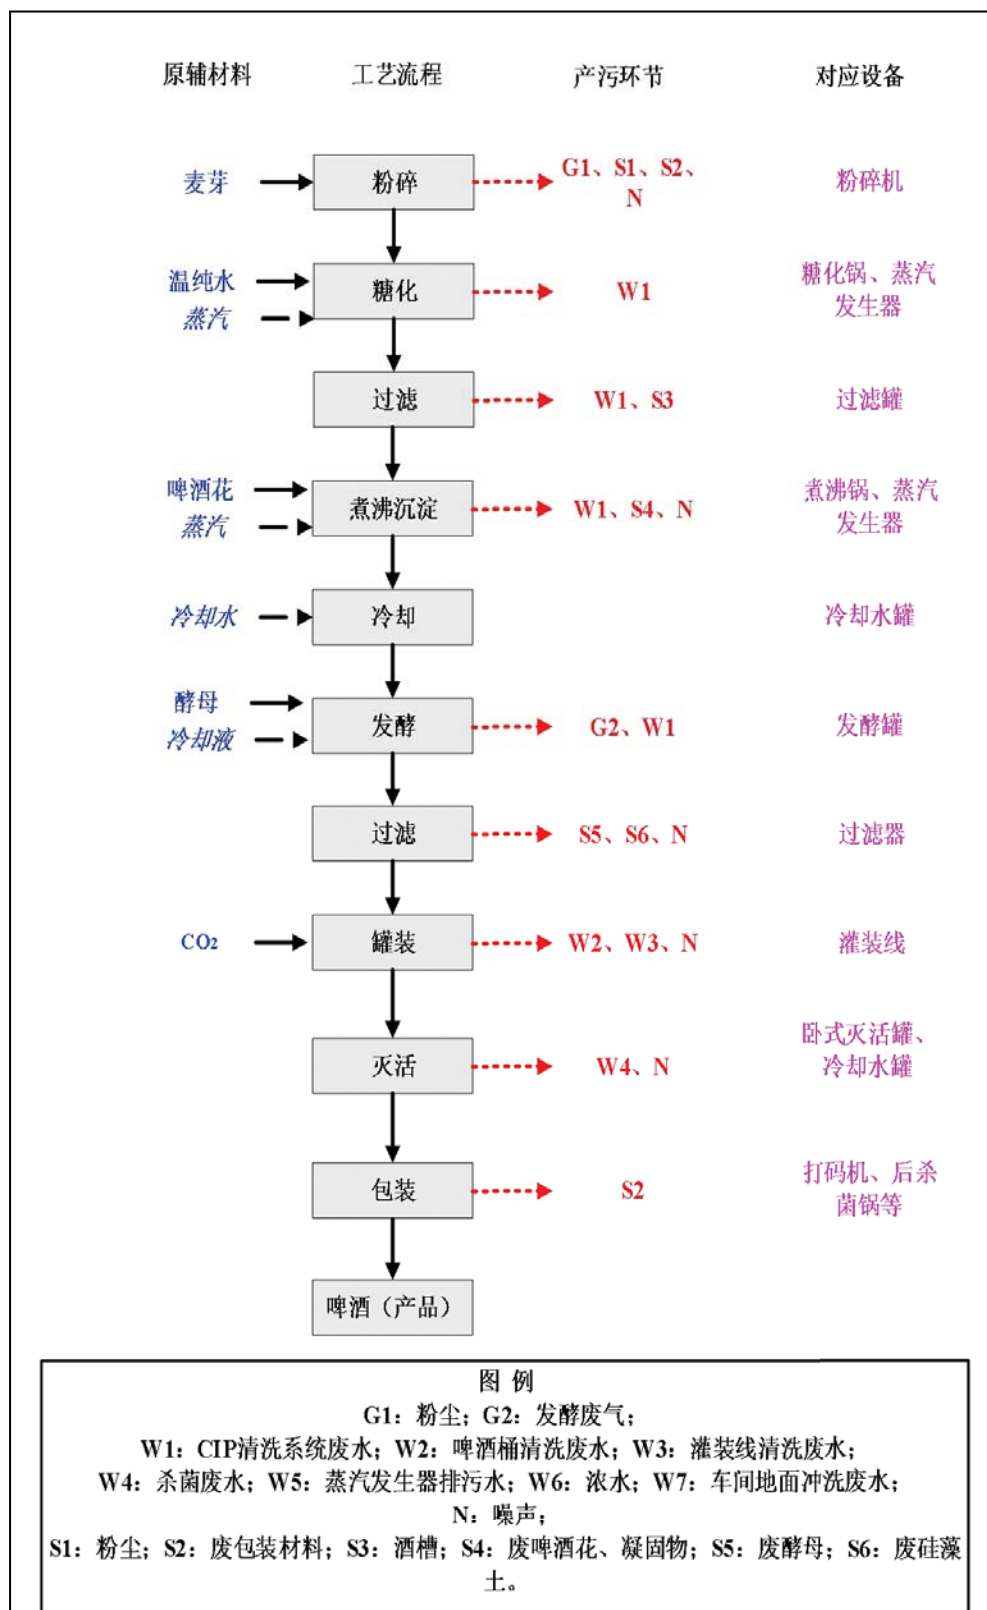 原辅材料 工艺流程 产污环节 对应设备
麦芽 粉碎 G1、S1、S2、 粉碎机
N
温纯水 糖化 W1 糖化锅、蒸汽
蒸汽 发生器
过滤 W1、S3 过滤罐
啤酒花 煮沸沉淀 W1、S4、N 煮沸锅、蒸汽
蒸汽 发生器
冷却水 冷却 冷却水罐
酵母 发酵 G2、W1 发酵罐
冷却液
过滤 S5、S6、N 过滤器
CO2 罐装 W2、W3、N 灌装线
灭活 W4、N 卧式灭活罐、
冷却水罐
包装 S2 打码机、后杀
菌锅等
啤酒（产品）
图 例
G1：粉尘；G2：发酵废气；
W1：CIP清洗系统废水；W2：啤酒桶清洗废水；W3：灌装线清洗废水；
W4：杀菌废水；W5：蒸汽发生器排污水；W6：浓水；W7：车间地面冲洗废水；
N：噪声；
S1：粉尘；S2：废包装材料；S3：酒槽；S4：废啤酒花、凝固物；S5：废酵母；S6：废硅藻
土。